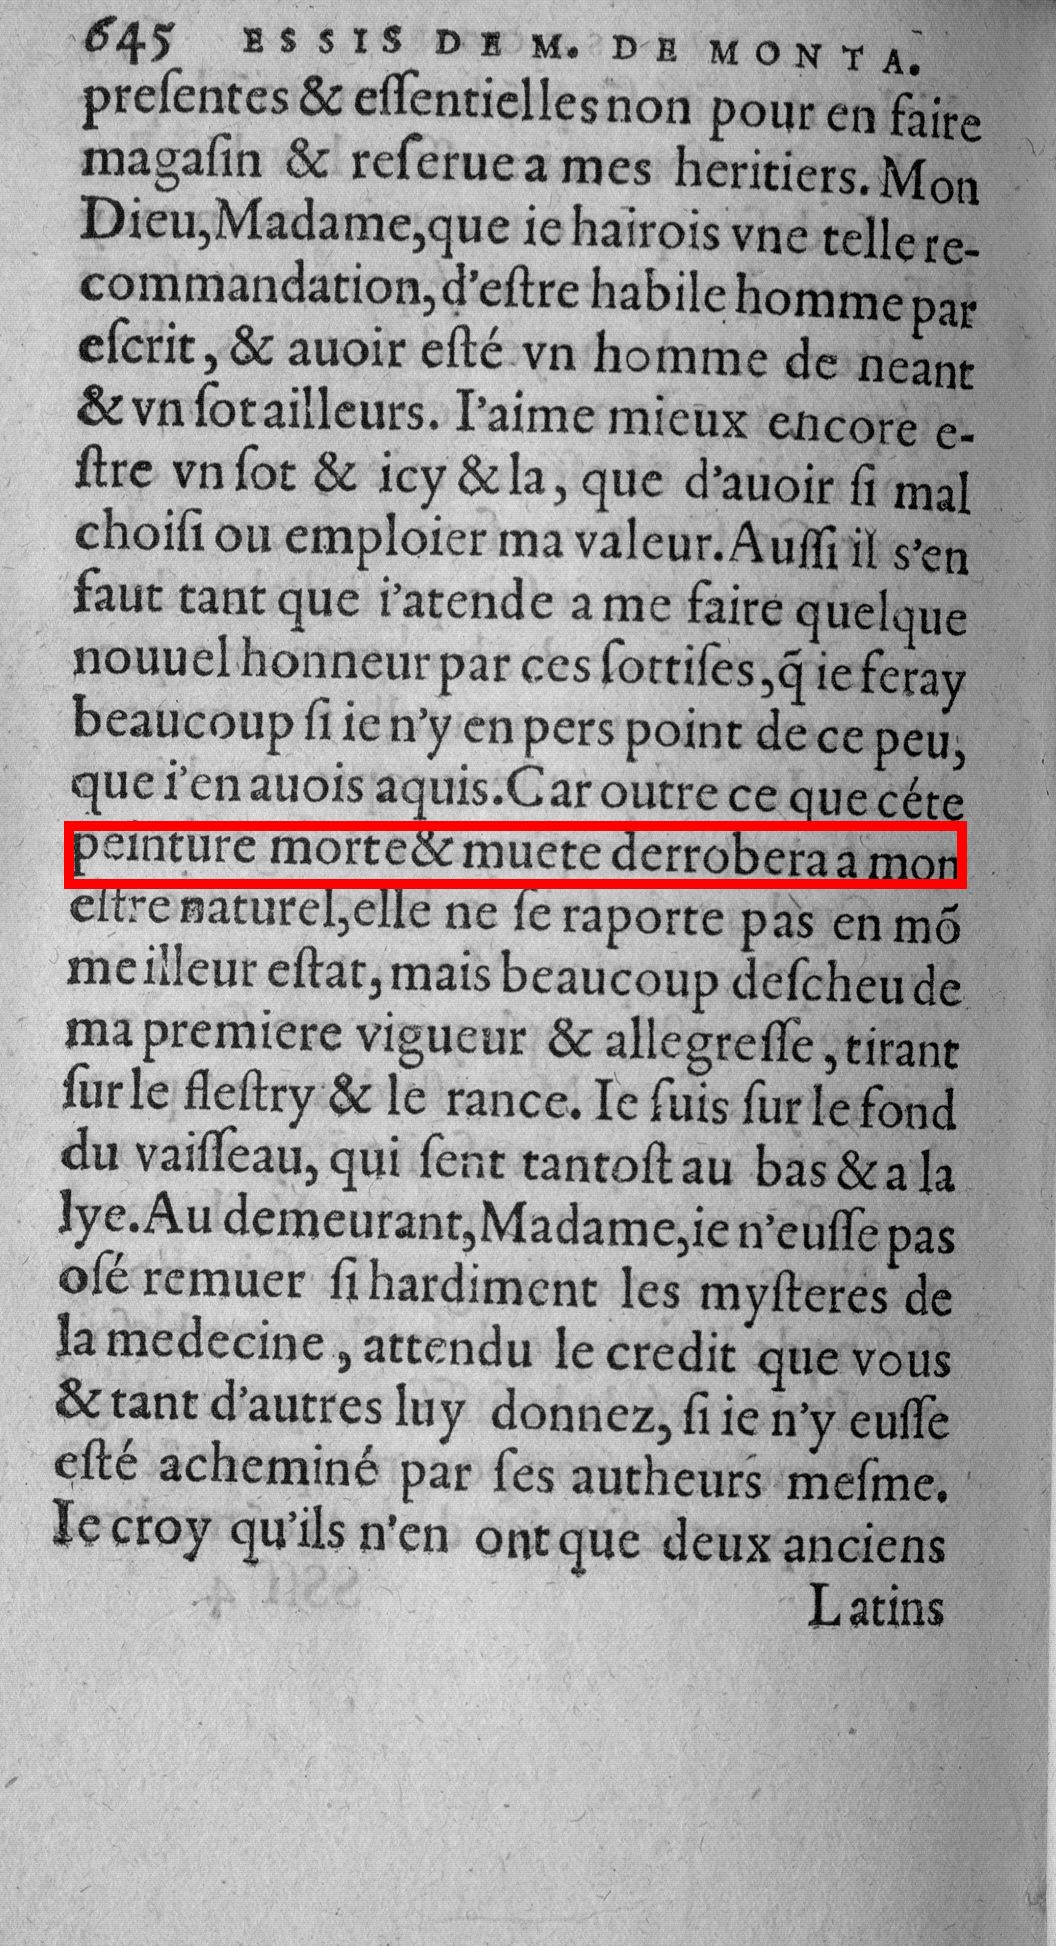 645 ESSIS DE M. DE MONTA.
preſentes & eſſentielles non pour en faire
magaſin & reſerue a mes heritiers. Mon
Dieu, Madame, que ie hairois vne telle re-
commandation, d'eſtre habile homme par
eſcrit, & auoir eſté vn homme de neant
& vn ſot ailleurs. I'aime mieux encore e-
ſtre vn ſot & icy & la, que d'auoir ſi mal
choiſi ou emploier ma valeur. Auſſi il s'en
faut tant que i'atende a me faire quelque
nouuel honneur par ces ſottiſes, q̃ ie feray
beaucoup ſi ie n'y en pers point de ce peu,
que i'en auois aquis. Car outre ce que céte
peinture morte & muete derrobera a mon
eſtre naturel, elle ne ſe raporte pas en mõ
meilleur eſtat, mais beaucoup deſcheu de
ma premiere vigueur & allegreſſe, tirant
ſur le fleſtry & le rance. Ie ſuis ſur le fond
du vaiſſeau, qui ſent tantoſt au bas & a la
lye. Au demeurant, Madame, ie n'euſſe pas
oſé remuer ſi hardiment les myſteres de
la medecine, attendu le credit que vous
& tant d'autres luy donnez, ſi ie n'y euſſe
eſté acheminé par ſes autheurs meſme.
Ie croy qu'ils n'en ont que deux anciens
Latins